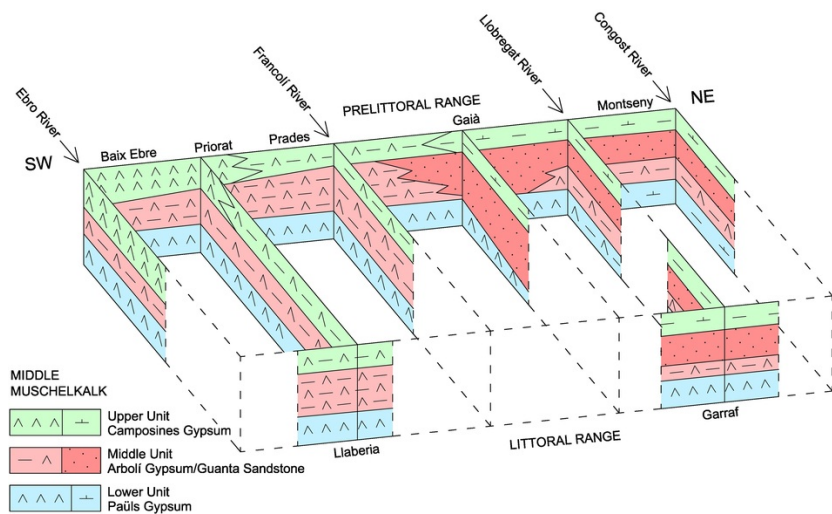 Ebro River
Francolí River
Llobregat River
Congost River
SW
NE
PRELITTORAL RANGE
Baix Ebre
Priorat
Prades
Gaià
Montseny
MIDDLE
MUSCHELKALK
Upper Unit
Camposines Gypsum
Middle Unit
Arbolí Gypsum/Guanta Sandstone
Lower Unit
Paüls Gypsum
Llaberia
LITTORAL RANGE
Garraf